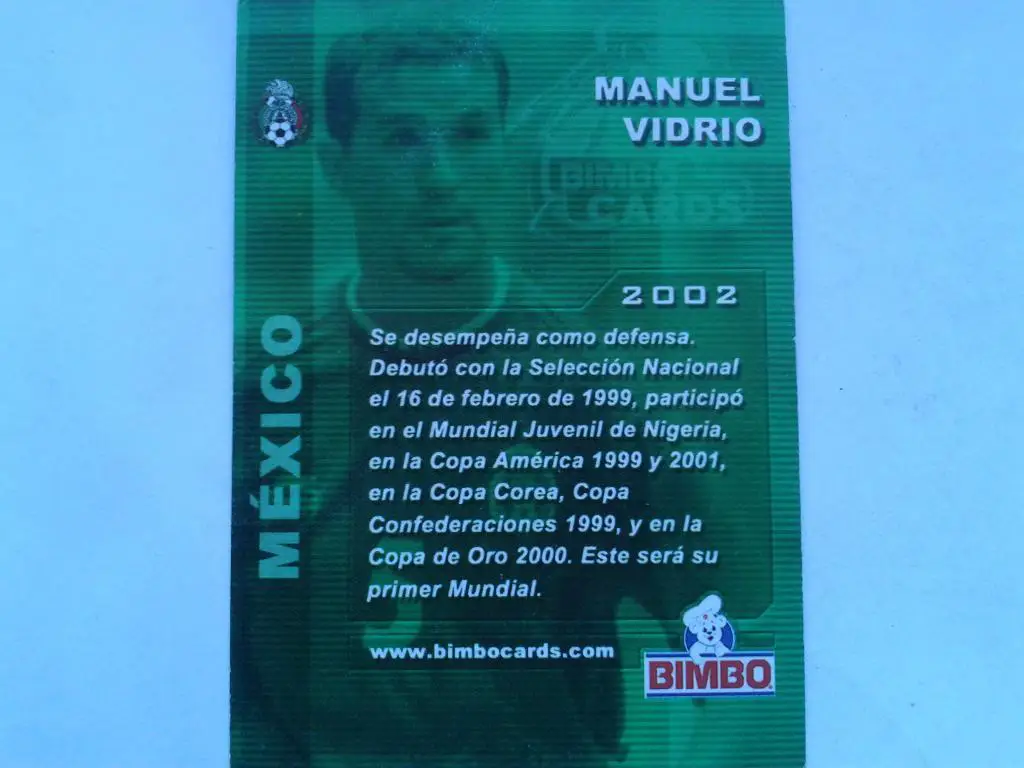 MANUEL
VIDRIO
BIMBO
CARDS
2002
Se desempeña como defensa.
Debutó con la Selección Nacional
el 16 de febrero de 1999, participó
en el Mundial Juvenil de Nigeria,
en la Copa América 1999 y 2001,
en la Copa Corea, Copa
Confederaciones 1999, y en la
Copa de Oro 2000. Este será su
primer Mundial.
MÉXICO
www.bimbocards.com
BIMBO